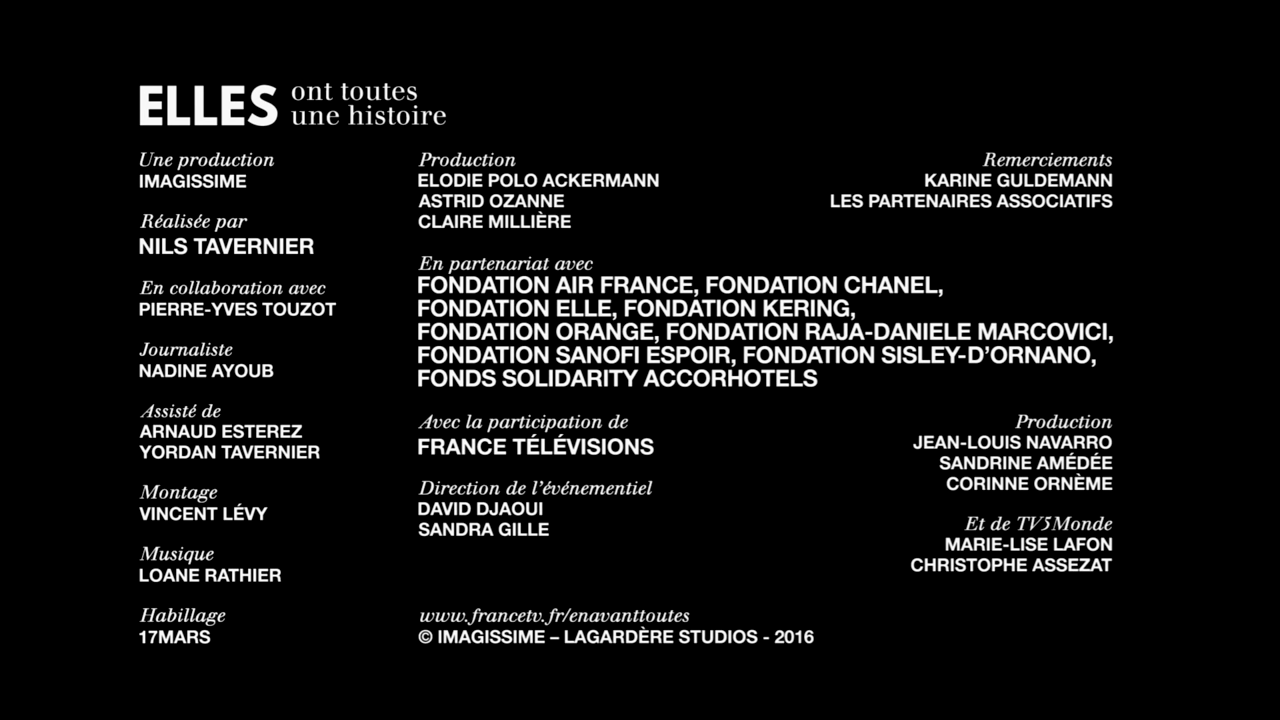 ELLES ont toutes
une histoire
Une production
IMAGISSIME
Réalisée par
NILS TAVERNIER
En collaboration avec
PIERRE-YVES TOUZOT
Journaliste
NADINE AYOUB
Assisté de
ARNAUD ESTEREZ
YORDAN TAVERNIER
Montage
VINCENT LÉVY
Musique
LOANE RATHIER
Habillage
17MARS
Production
ELODIE POLO ACKERMANN
ASTRID OZANNE
CLAIRE MILLIÈRE
Remerciements
KARINE GULDEMANN
LES PARTENAIRES ASSOCIATIFS
En partenariat avec
FONDATION AIR FRANCE, FONDATION CHANEL,
FONDATION ELLE, FONDATION KERING,
FONDATION ORANGE, FONDATION RAJA-DANIELE MARCOVICI,
FONDATION SANOFI ESPOIR, FONDATION SISLEY-D’ORNANO,
FONDS SOLIDARITY ACCORHOTELS
Avec la participation de
FRANCE TÉLÉVISIONS
Direction de l’événementiel
DAVID DJAOUI
SANDRA GILLE
Production
JEAN-LOUIS NAVARRO
SANDRINE AMÉDÉE
CORINNE ORNÈME
Et de TV5Monde
MARIE-LISE LAFON
CHRISTOPHE ASSEZAT
www.francetv.fr/enavanttoutes
© IMAGISSIME – LAGARDÈRE STUDIOS - 2016